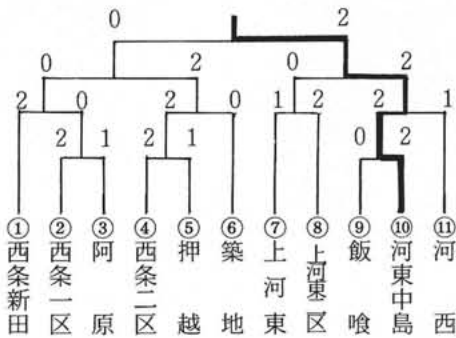 0 2
0 2 0 2
2 0 2 0 1 2 2 1
2 1 2 1 0 2
①西条新田
②西条一区
③阿原
④西条二区
⑤押越
⑥築地
⑦上河東
⑧上河東二区
⑨飯喰
⑩河東中島
⑪河西